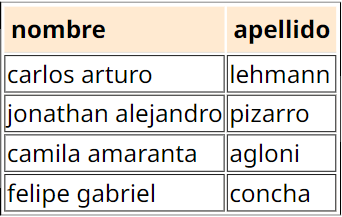 nombre apellido
carlos arturo lehmann
jonathan alejandro pizarro
camila amaranta agloni
felipe gabriel concha